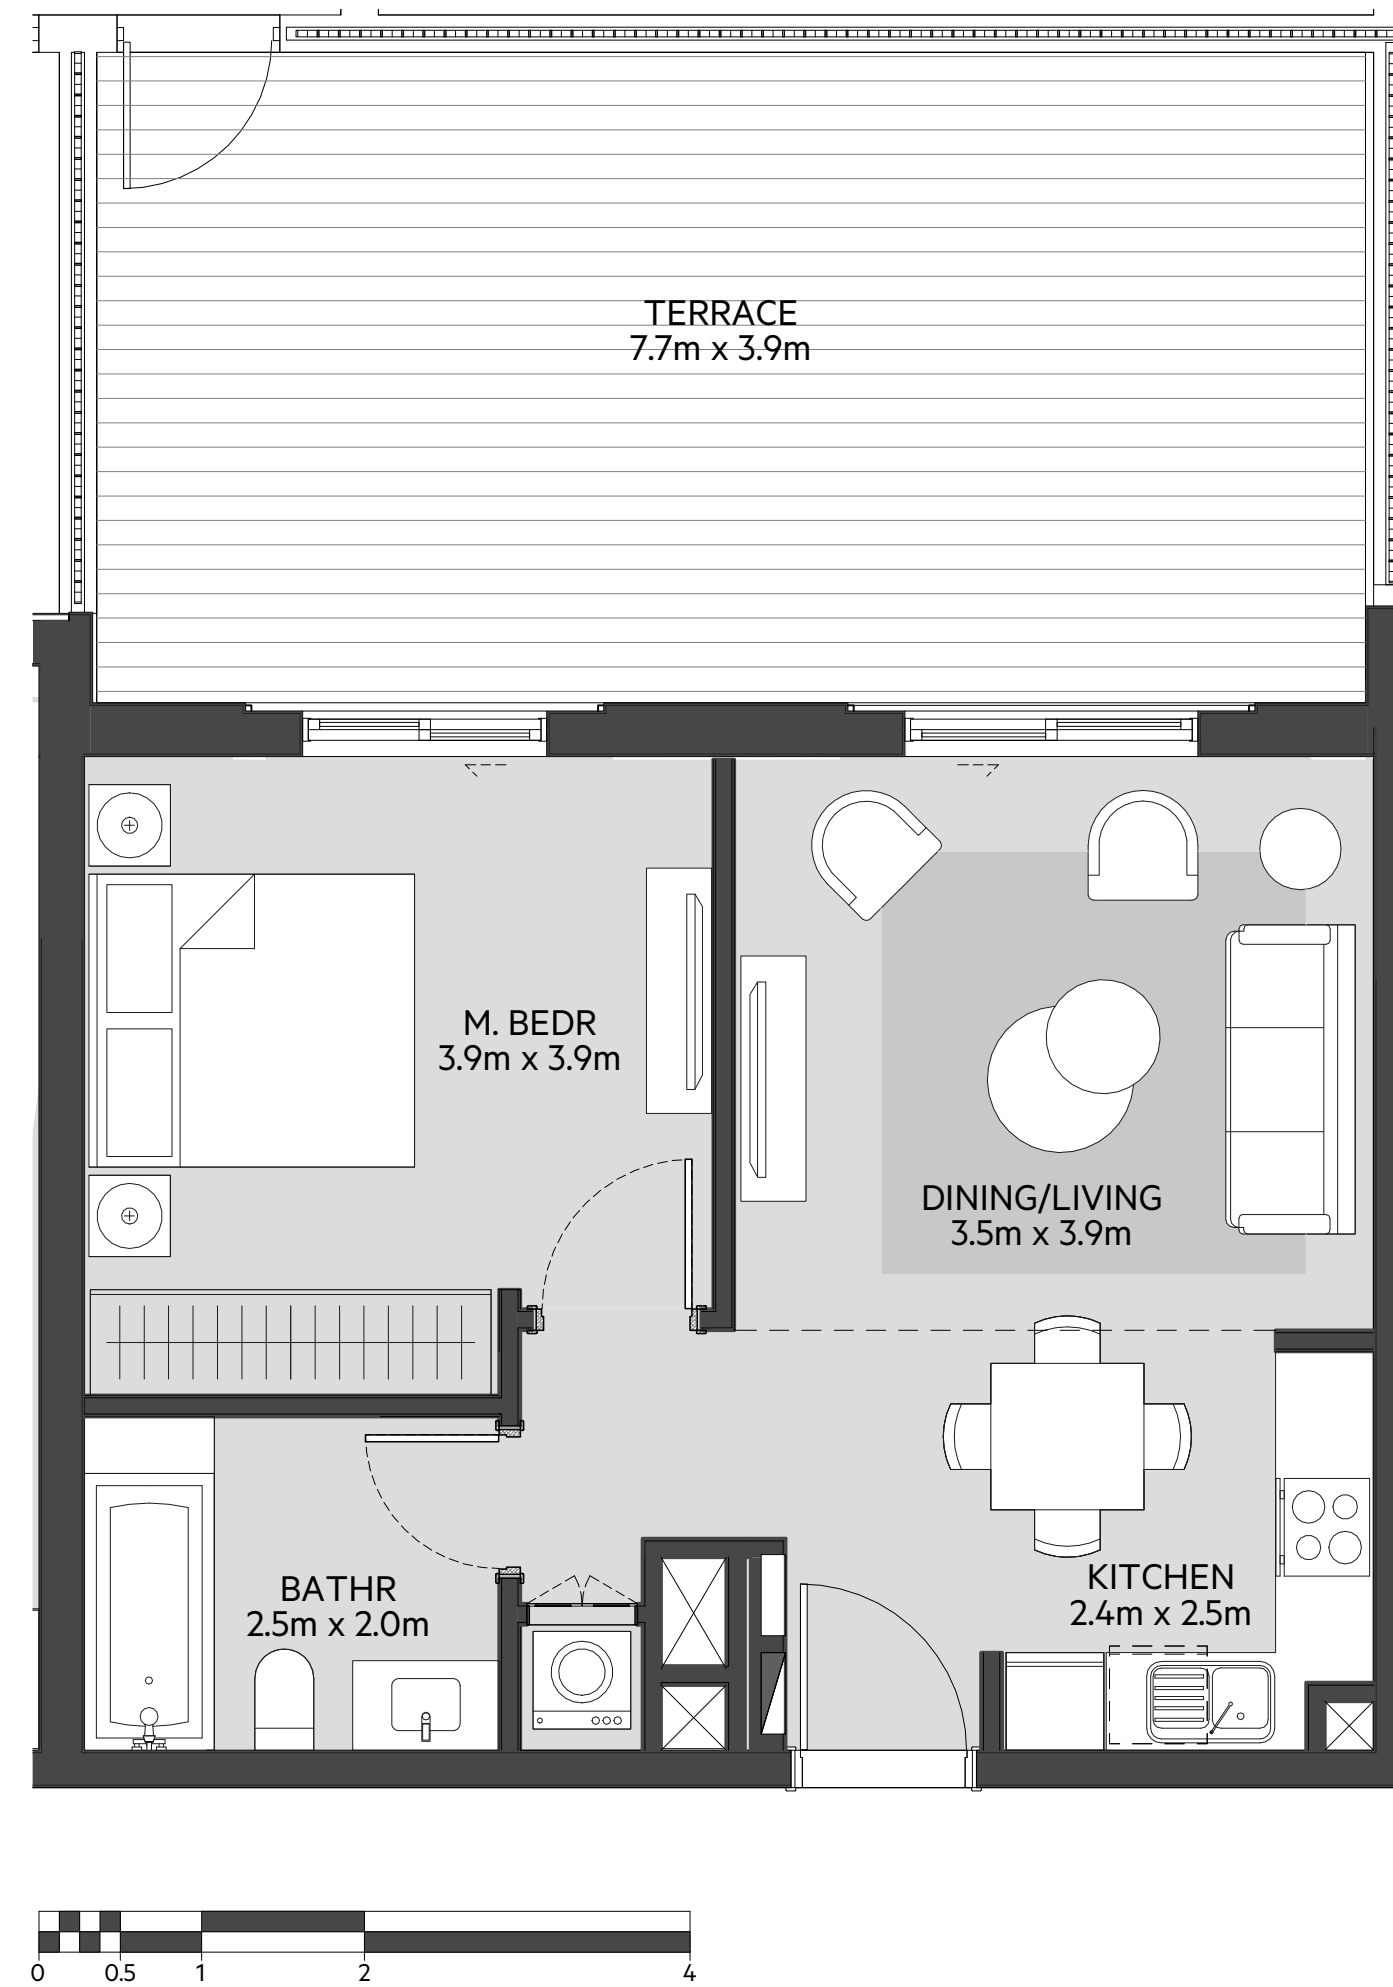 TERRACE
7.7m x 3.9m
M. BEDR
3.9m x 3.9m
DINING/LIVING
3.5m x 3.9m
BATHR
2.5m x 2.0m
KITCHEN
2.4m x 2.5m
0 0.5 1 2 4